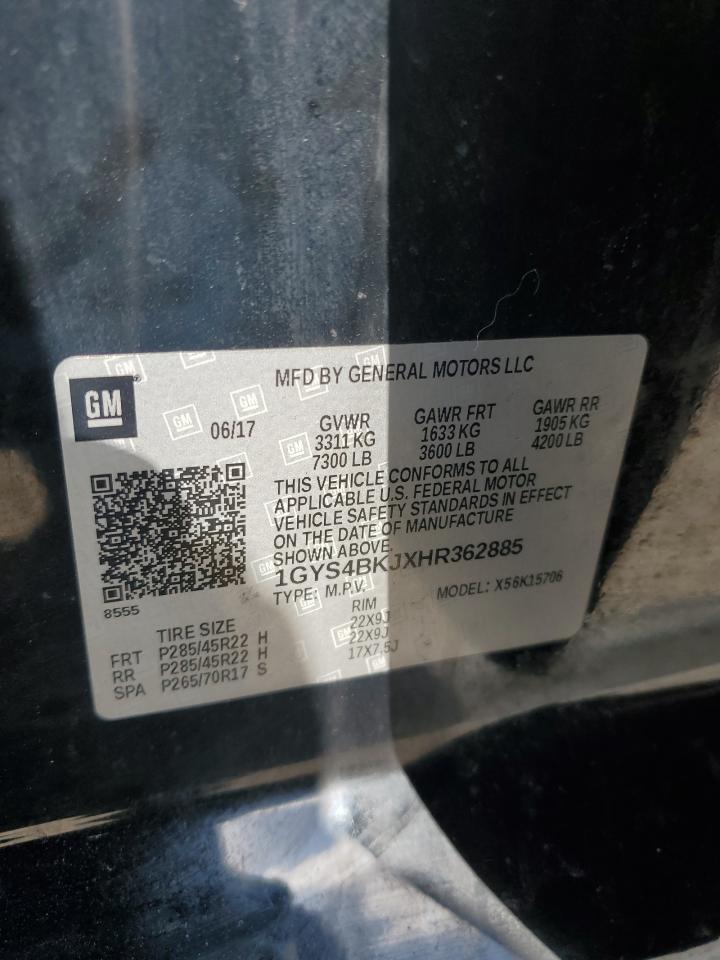 MFD BY GENERAL MOTORS LLC
GM
06/17
GVWR
3311 KG
7300 LB
GAWR FRT
1633 KG
3600 LB
GAWR RR
1905 KG
4200 LB
THIS VEHICLE CONFORMS TO ALL
APPLICABLE U.S. FEDERAL MOTOR
VEHICLE SAFETY STANDARDS IN EFFECT
ON THE DATE OF MANUFACTURE
SHOWN ABOVE.
1GYS4BKJXHR362885
TYPE: M.P.V. MODEL: X56K15706
8555
TIRE SIZE RIM
FRT P285/45R22 H 22X9J
RR P285/45R22 H 22X9J
SPA P265/70R17 S 17X7.5J